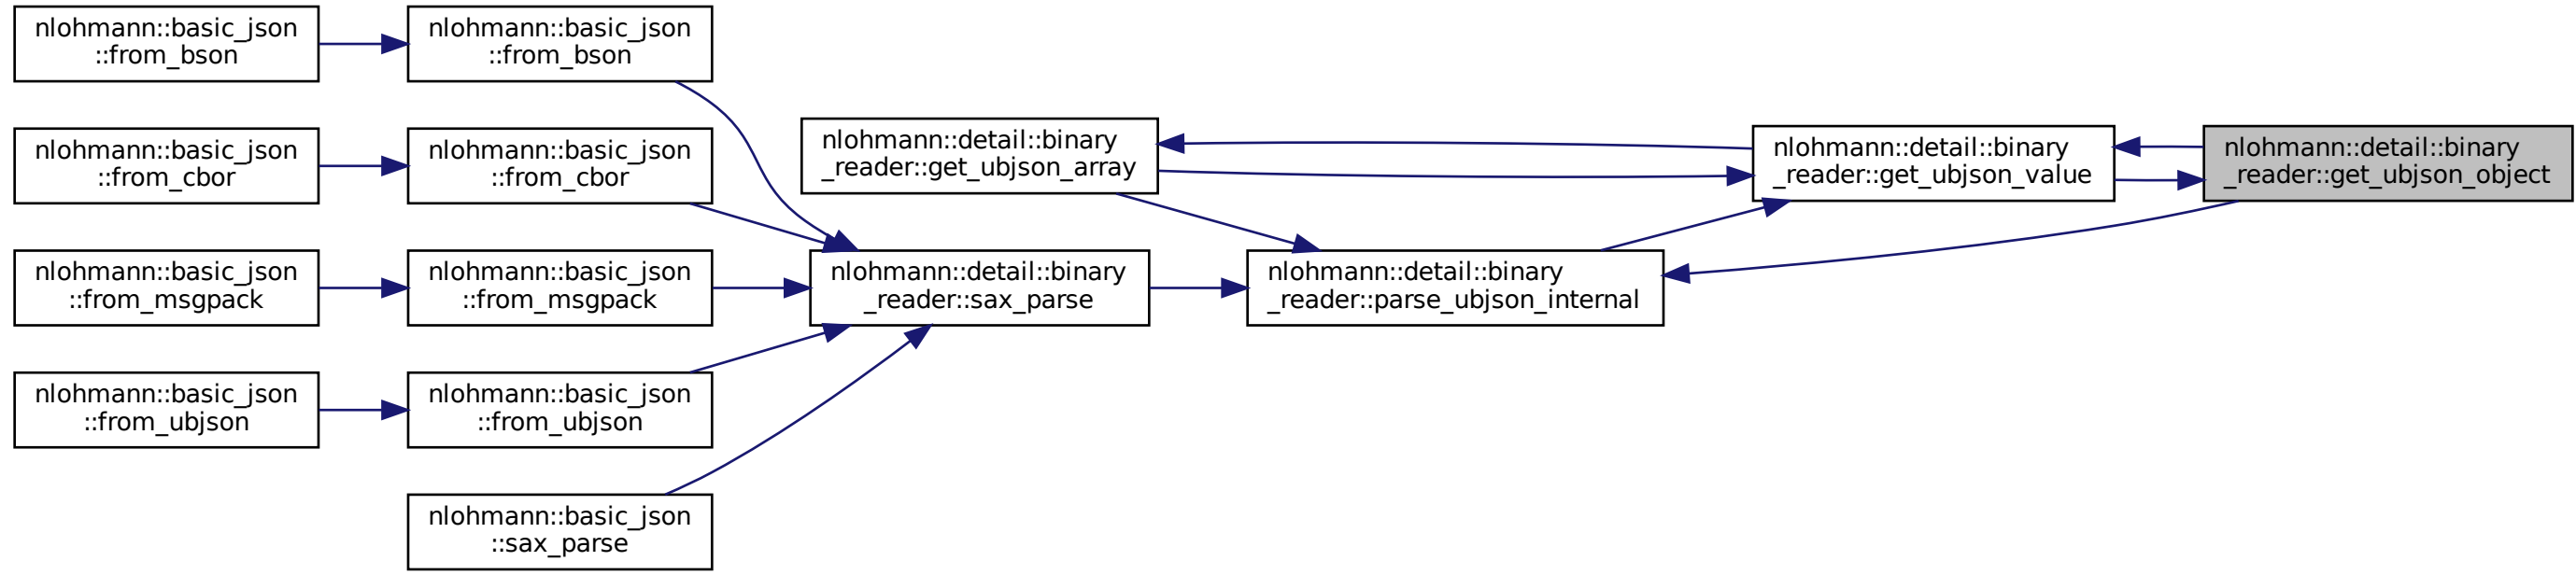 nlohmann::basic_json
::from_bson
nlohmann::basic_json
::from_bson
nlohmann::basic_json
::from_cbor
nlohmann::basic_json
::from_cbor
nlohmann::detail::binary
_reader::get_ubjson_array
nlohmann::detail::binary
_reader::get_ubjson_value
nlohmann::detail::binary
_reader::get_ubjson_object
nlohmann::basic_json
::from_msgpack
nlohmann::basic_json
::from_msgpack
nlohmann::detail::binary
_reader::sax_parse
nlohmann::detail::binary
_reader::parse_ubjson_internal
nlohmann::basic_json
::from_ubjson
nlohmann::basic_json
::from_ubjson
nlohmann::basic_json
::sax_parse